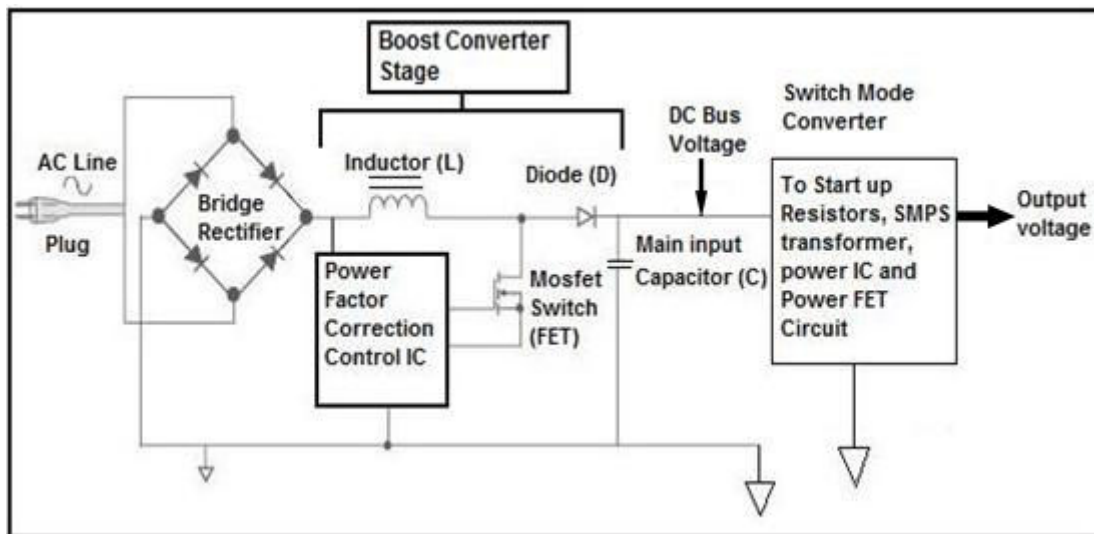 Boost Converter
Stage
AC Line
Plug
Bridge
Rectifier
Inductor (L)
Power
Factor
Correction
Control IC
Mosfet
Switch
(FET)
Diode (D)
Main input
Capacitor (C)
DC Bus
Voltage
Switch Mode
Converter
To Start up
Resistors, SMPS
transformer,
power IC and
Power FET
Circuit
Output
voltage